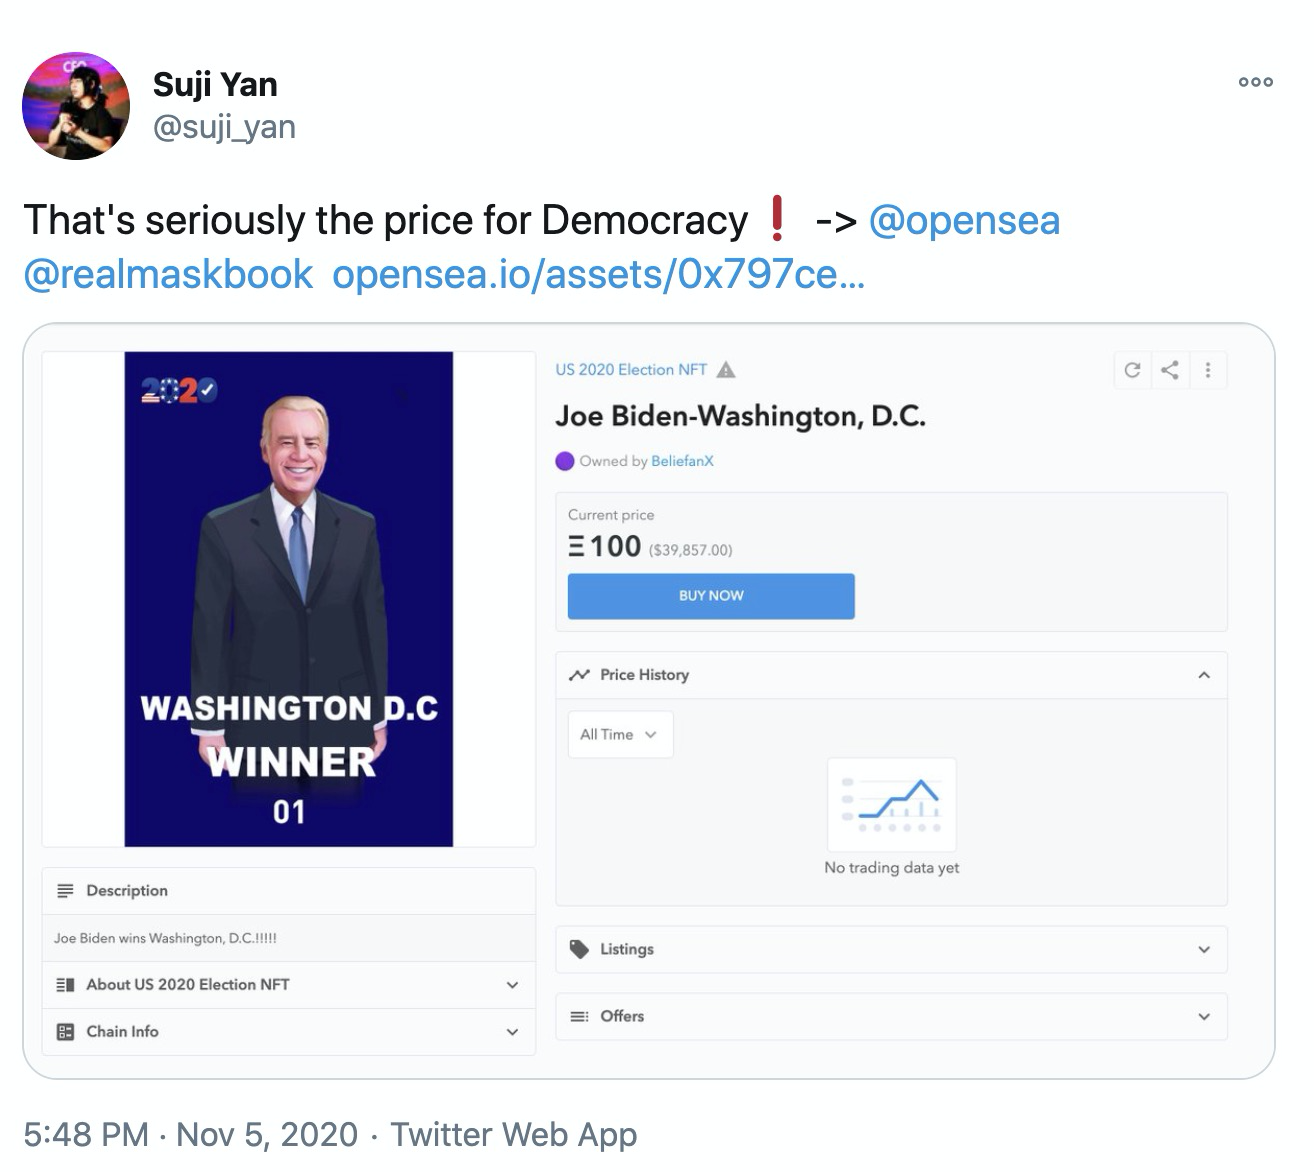 Suji Yan
@suji_yan
That's seriously the price for Democracy❗ -> @opensea
@realmaskbook opensea.io/assets/0x797ce…
2020
WASHINGTON D.C
WINNER
01
Description
Joe Biden wins Washington, D.C.!!!!!
About US 2020 Election NFT
Chain Info
US 2020 Election NFT
Joe Biden-Washington, D.C.
Owned by BeliefanX
Current price
Ξ 100 ($39,857.00)
BUY NOW
Price History
All Time
No trading data yet
Listings
Offers
5:48 PM · Nov 5, 2020 · Twitter Web App